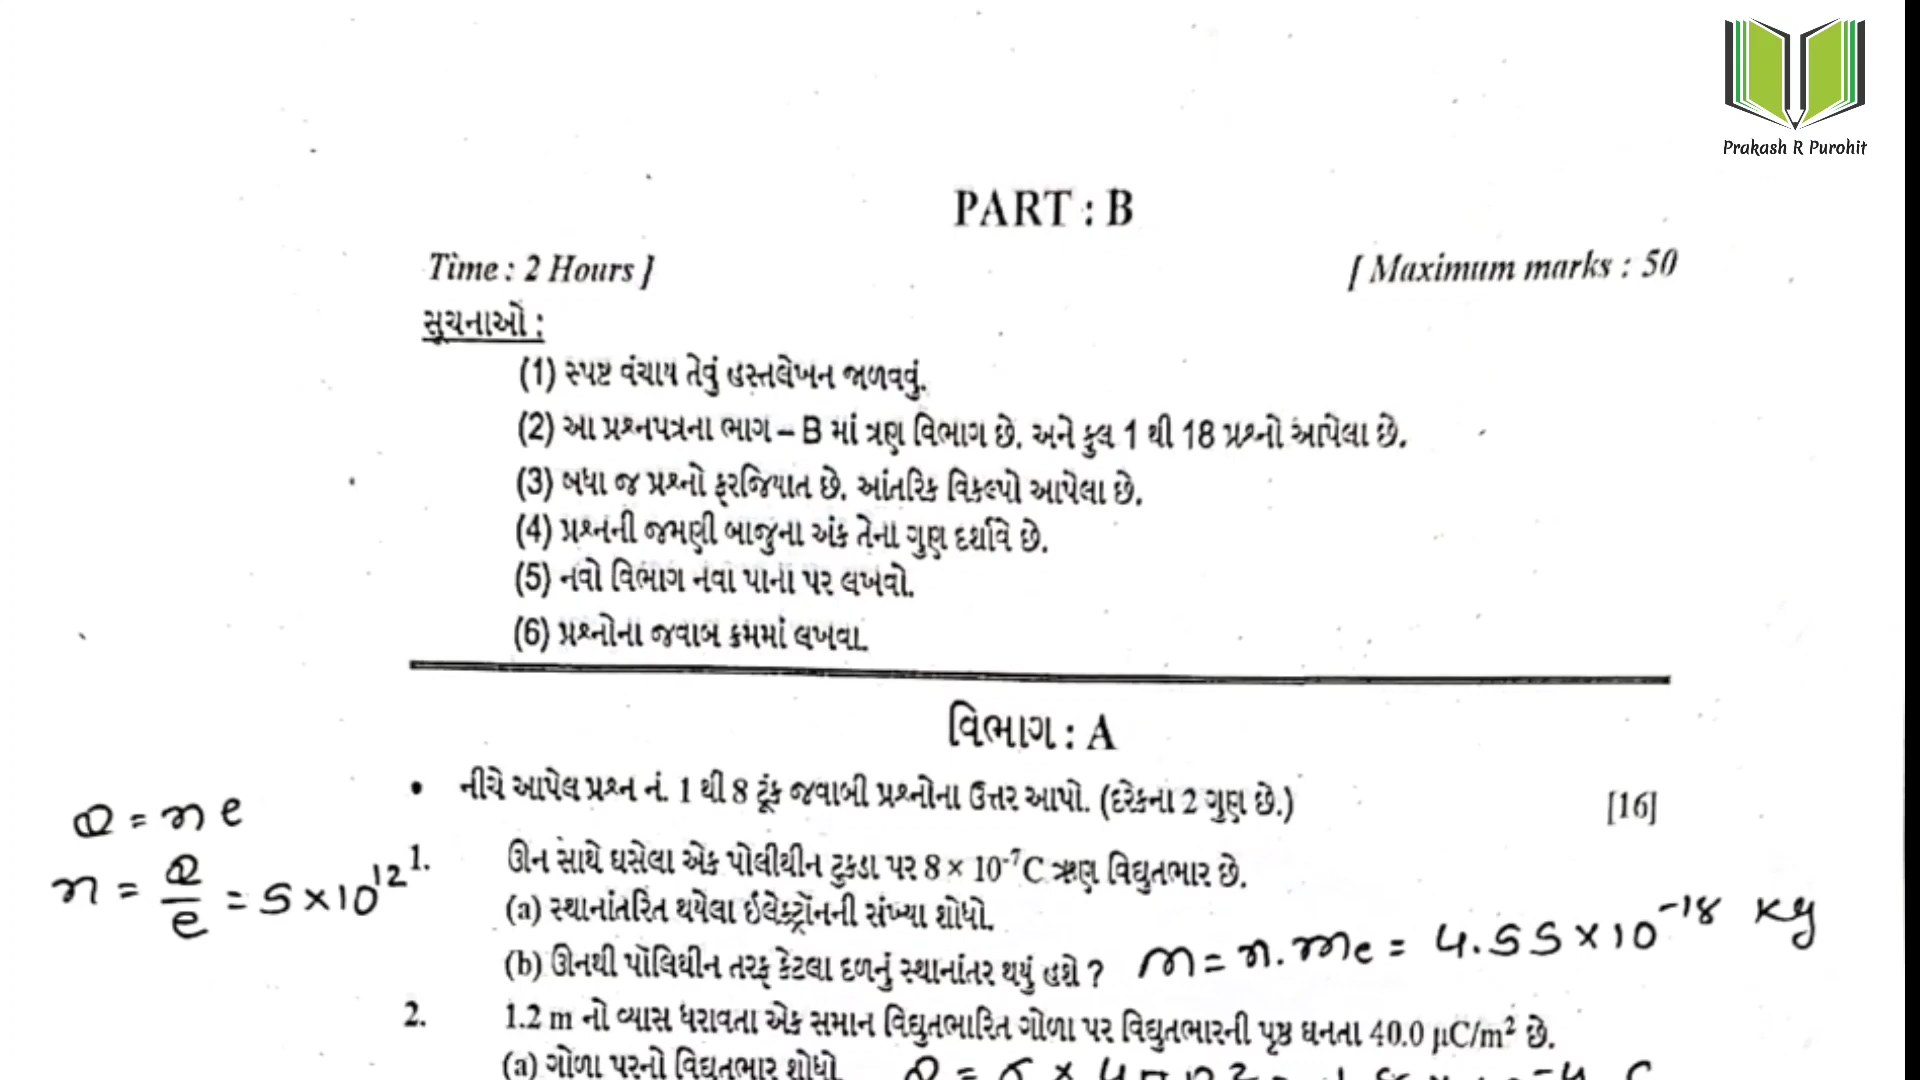 Prakash R Purohit
PART : B
Time : 2 Hours ]
[ Maximum marks : 50
સૂચનાઓ :
(1) સ્પષ્ટ વંચાય તેવું હસ્તલેખન જાળવવું.
(2) આ પ્રશ્નપત્રના ભાગ – B માં ત્રણ વિભાગ છે. અને કુલ 1 થી 18 પ્રશ્નો આપેલા છે.
(3) બધા જ પ્રશ્નો ફરજિયાત છે. આંતરિક વિકલ્પો આપેલા છે.
(4) પ્રશ્નની જમણી બાજુના અંક તેના ગુણ દર્શાવે છે.
(5) નવો વિભાગ નવા પાના પર લખવો.
(6) પ્રશ્નોના જવાબ ક્રમમાં લખવા.
વિભાગ : A
• નીચે આપેલ પ્રશ્ન નં. 1 થી 8 ટૂંક જવાબી પ્રશ્નોના ઉત્તર આપો. (દરેકના 2 ગુણ છે.) [16]
Q = n e
n = Q/e = 5 × 10¹²
1. ઊન સાથે ઘસેલા એક પોલીથીન ટુકડા પર 8 × 10⁻⁷C ઋણ વિદ્યુતભાર છે.
(a) સ્થાનાંતરિત થયેલા ઇલેક્ટ્રૉનની સંખ્યા શોધો.
(b) ઊનથી પૉલિથીન તરફ કેટલા દળનું સ્થાનાંતર થયું હશે ?
m = n.me = 4.55 × 10⁻¹⁸ Kg
2. 1.2 m નો વ્યાસ ધરાવતા એક સમાન વિદ્યુતભારિત ગોળા પર વિદ્યુતભારની પૃષ્ઠ ઘનતા 40.0 μC/m² છે.
(a) ગોળા પરનો વિદ્યુતભાર શોધો